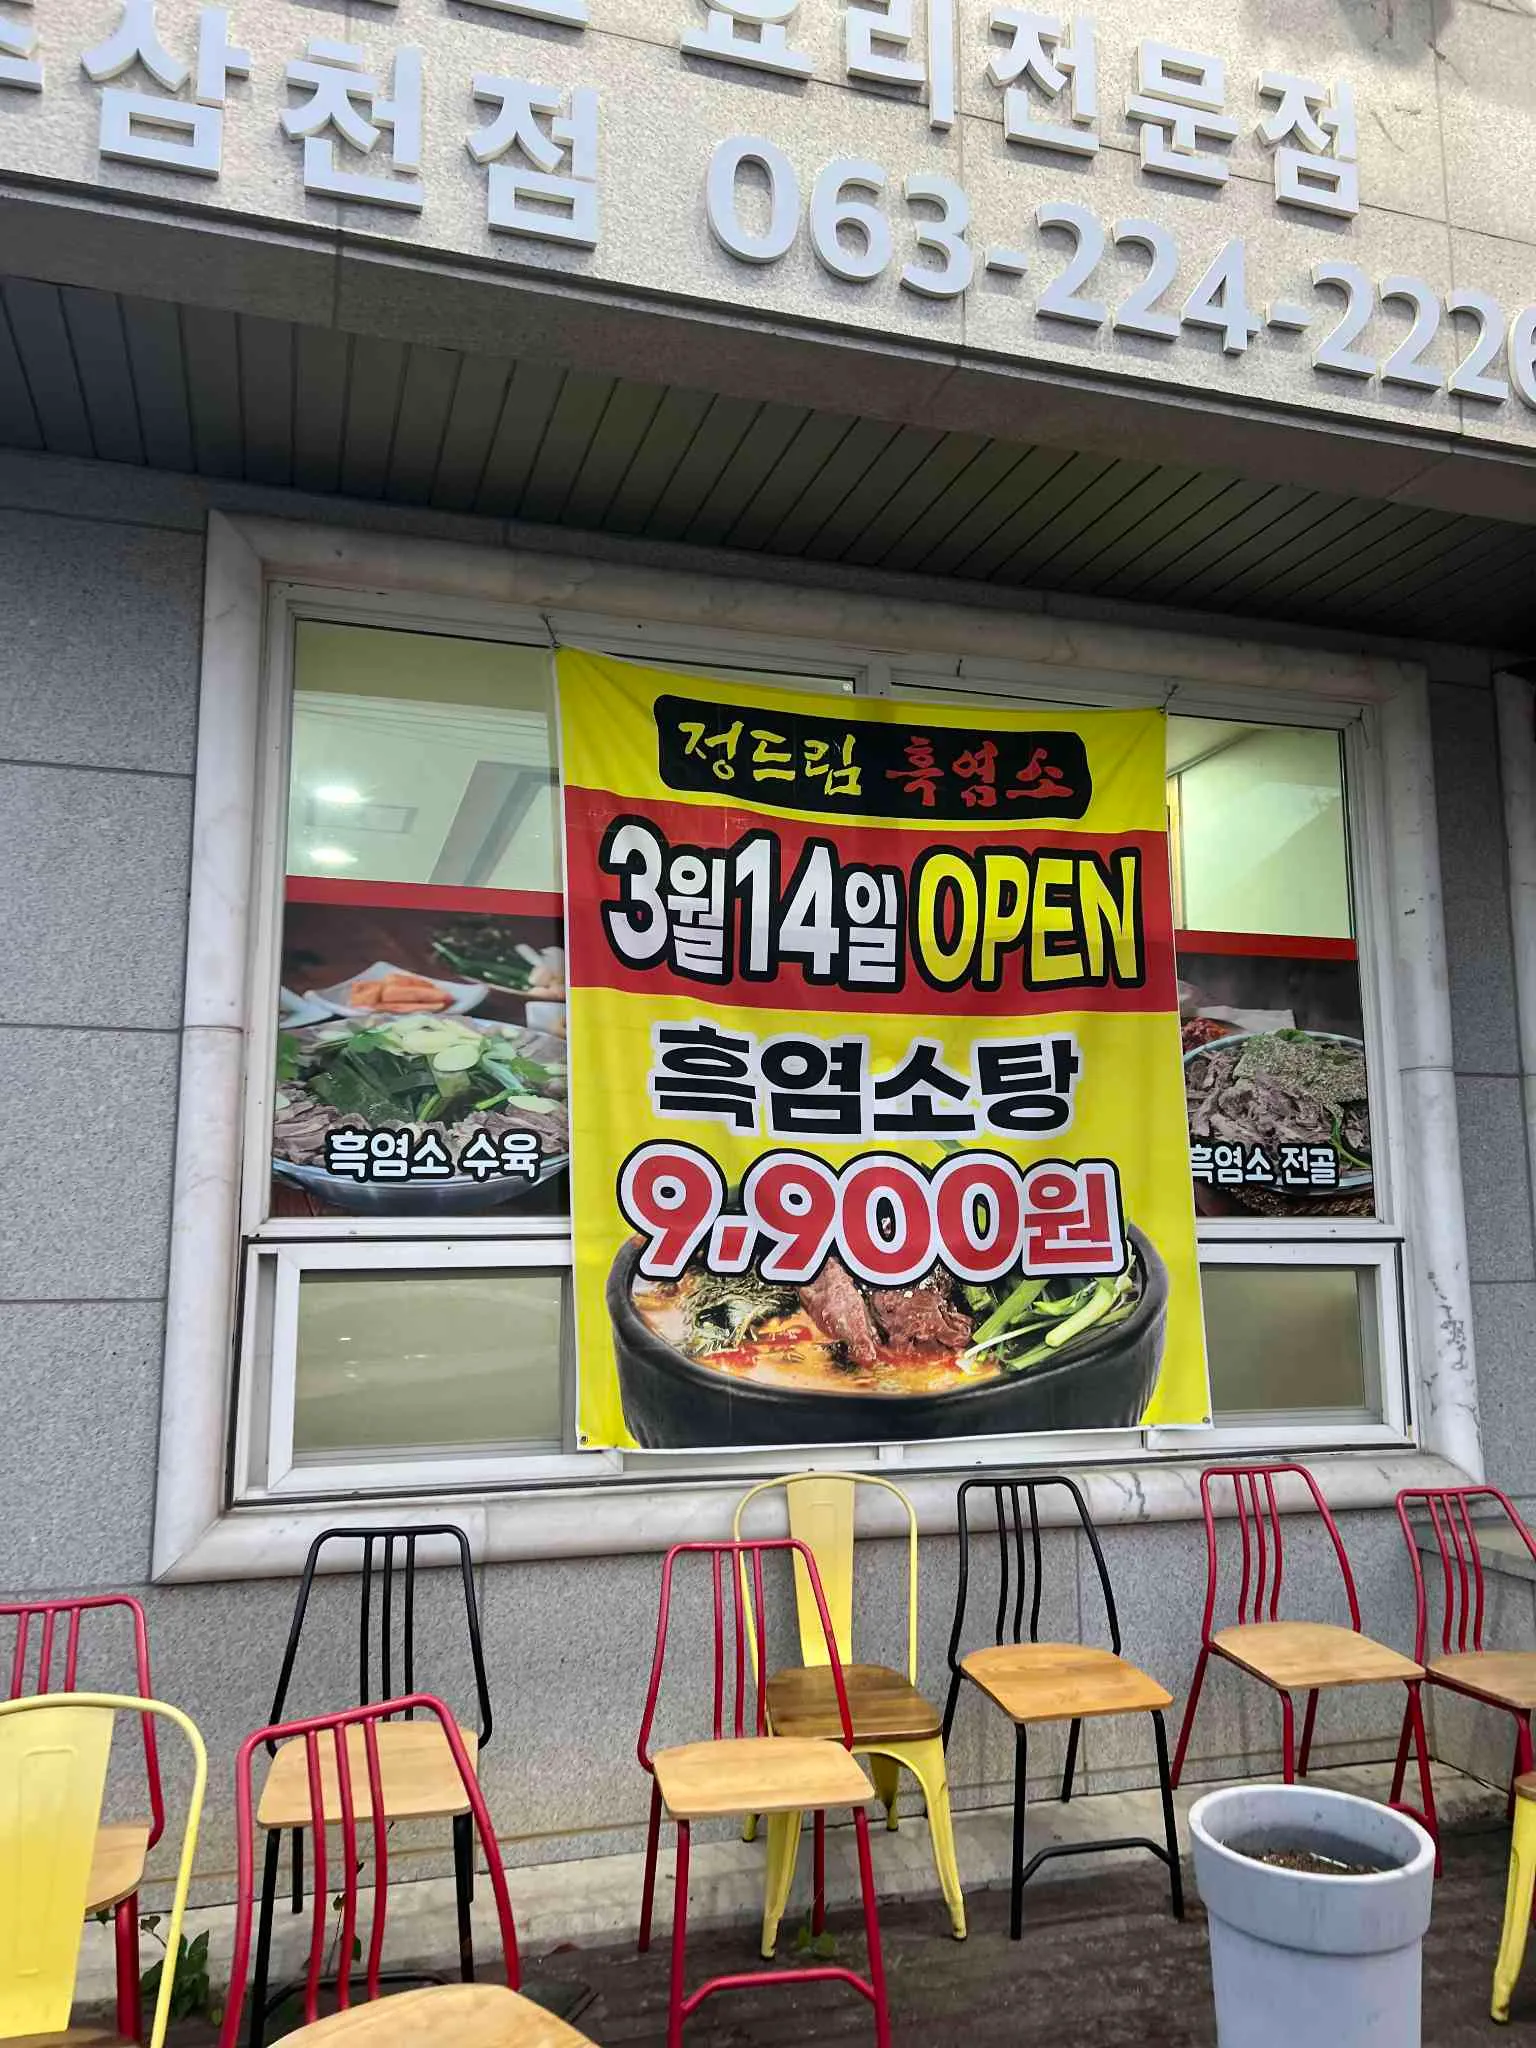 요리전문점
삼천점 063-224-2226
정드림 흑염소
3월14일 OPEN
흑염소탕
9,900원
흑염소 수육
흑염소 전골